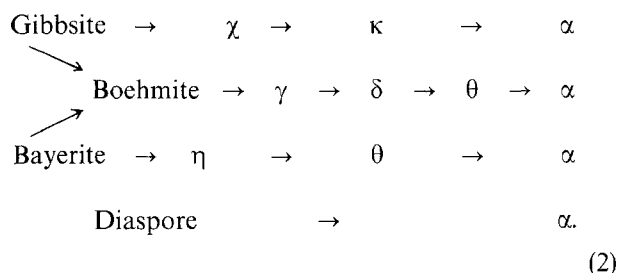 Gibbsite → χ → κ → α
Boehmite → γ → δ → θ → α
Bayerite → η → θ → α
Diaspore → α.
(2)